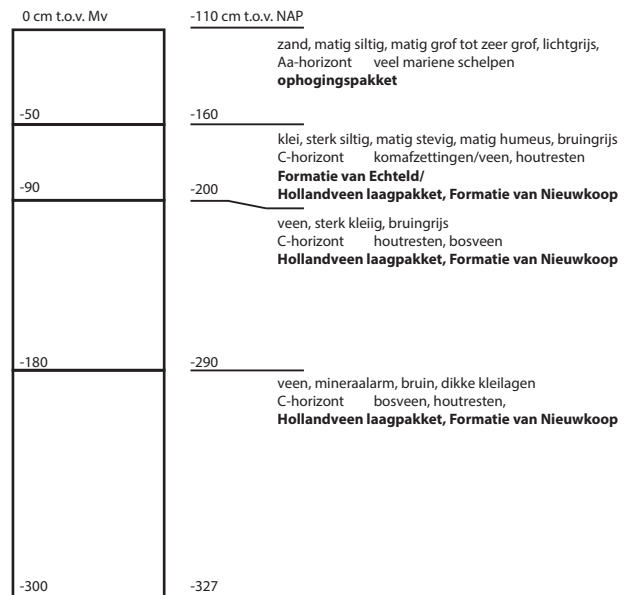 0 cm t.o.v. Mv
-110 cm t.o.v. NAP
zand, matig siltig, matig grof tot zeer grof, lichtgrijs,
Aa-horizont veel mariene schelpen
ophogingspakket
-50
-160
klei, sterk siltig, matig stevig, matig humeus, bruingrijs
C-horizont komafzettingen/veen, houtresten
Formatie van Echteld/
Hollandveen laagpakket, Formatie van Nieuwkoop
-90
-200
veen, sterk kleiig, bruingrijs
C-horizont houtresten, bosveen
Hollandveen laagpakket, Formatie van Nieuwkoop
-180
-290
veen, mineraalarm, bruin, dikke kleilagen
C-horizont bosveen, houtresten,
Hollandveen laagpakket, Formatie van Nieuwkoop
-300
-327